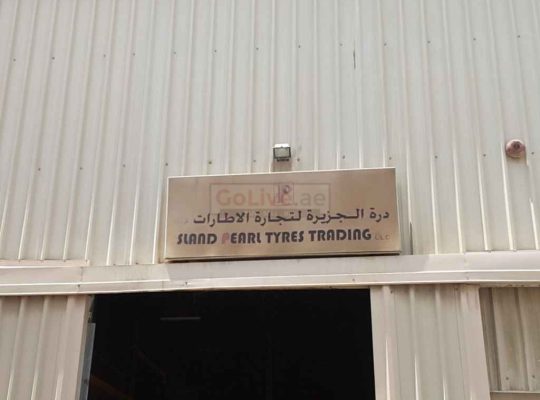 GoLive.ae
درة الجزيرة لتجارة الاطارات
SLAND PEARL TYRES TRADING L.L.C